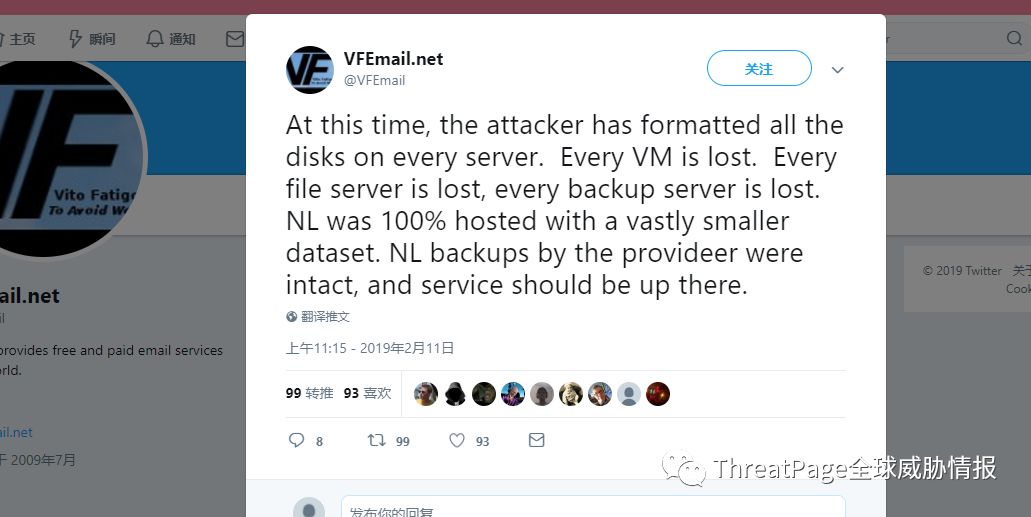 主页
瞬间
通知
VFEmail.net
@VFEmail
关注
At this time, the attacker has formatted all the
disks on every server.  Every VM is lost.  Every
file server is lost, every backup server is lost.
NL was 100% hosted with a vastly smaller
dataset. NL backups by the provideer were
intact, and service should be up there.
翻译推文
上午11:15 - 2019年2月11日
99 转推 93 喜欢
8 99 93
发布你的回复
VF
Vito Fatig
To Avoid W
ail.net
provides free and paid email services
rld.
ail.net
于 2009年7月
© 2019 Twitter 关于
Cook
ThreatPage全球威胁情报